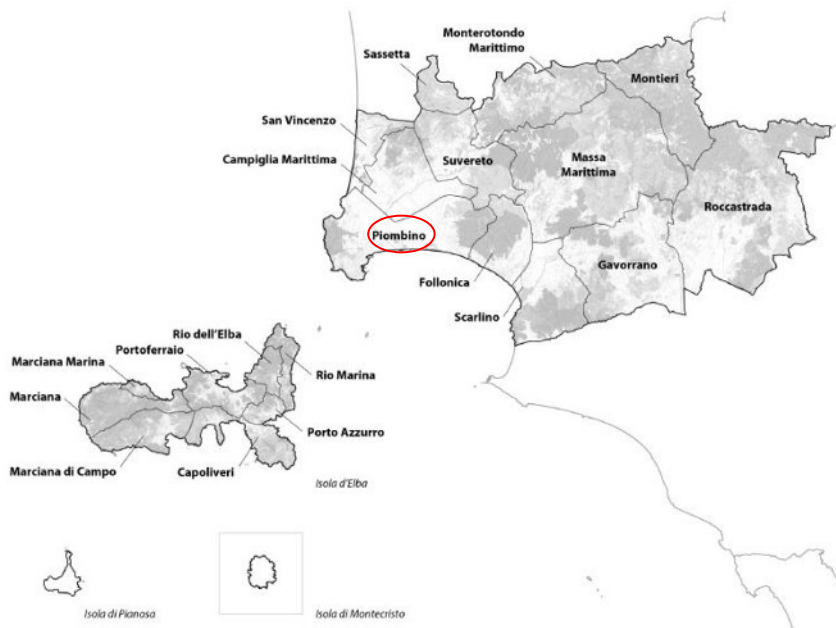 Monterotondo
Marittimo
Sassetta
Montieri
San Vincenzo
Campiglia Marittima
Suvereto
Massa
Marittima
Roccastrada
Piombino
Gavorrano
Follonica
Scarlino
Rio dell'Elba
Portoferraio
Marciana Marina
Rio Marina
Marciana
Porto Azzurro
Marciana di Campo
Capoliveri
Isola d'Elba
Isola di Pianosa
Isola di Montecristo